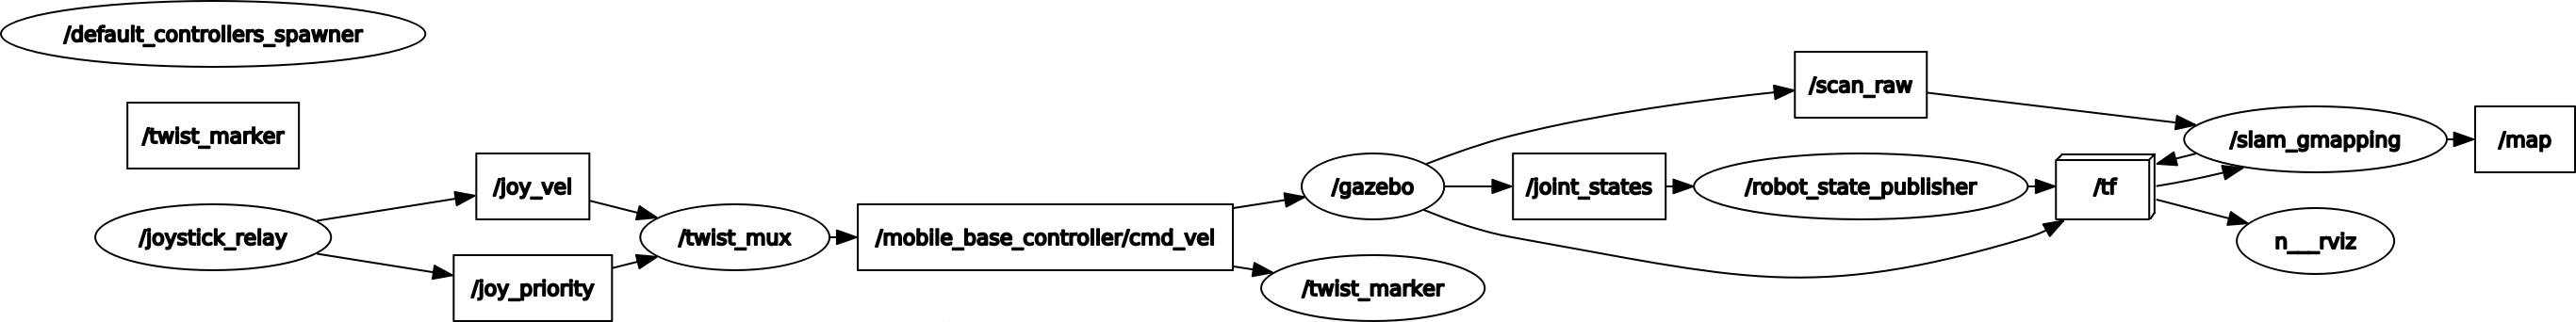 /default_controllers_spawner
/twist_marker
/joystick_relay
/joy_vel
/joy_priority
/twist_mux
/mobile_base_controller/cmd_vel
/gazebo
/twist_marker
/scan_raw
/joint_states
/robot_state_publisher
/tf
/slam_gmapping
n___rviz
/map